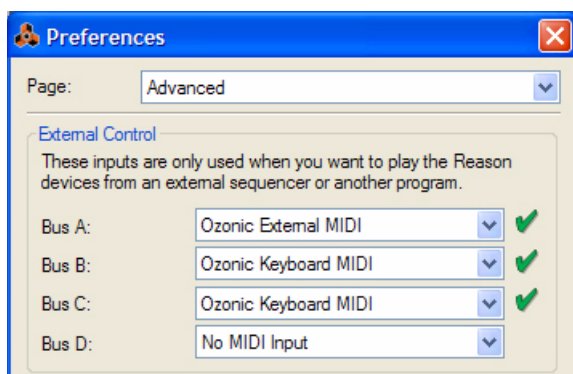 Preferences
Page: Advanced
External Control
These inputs are only used when you want to play the Reason
devices from an external sequencer or another program.
Bus A: Ozonic External MIDI
Bus B: Ozonic Keyboard MIDI
Bus C: Ozonic Keyboard MIDI
Bus D: No MIDI Input